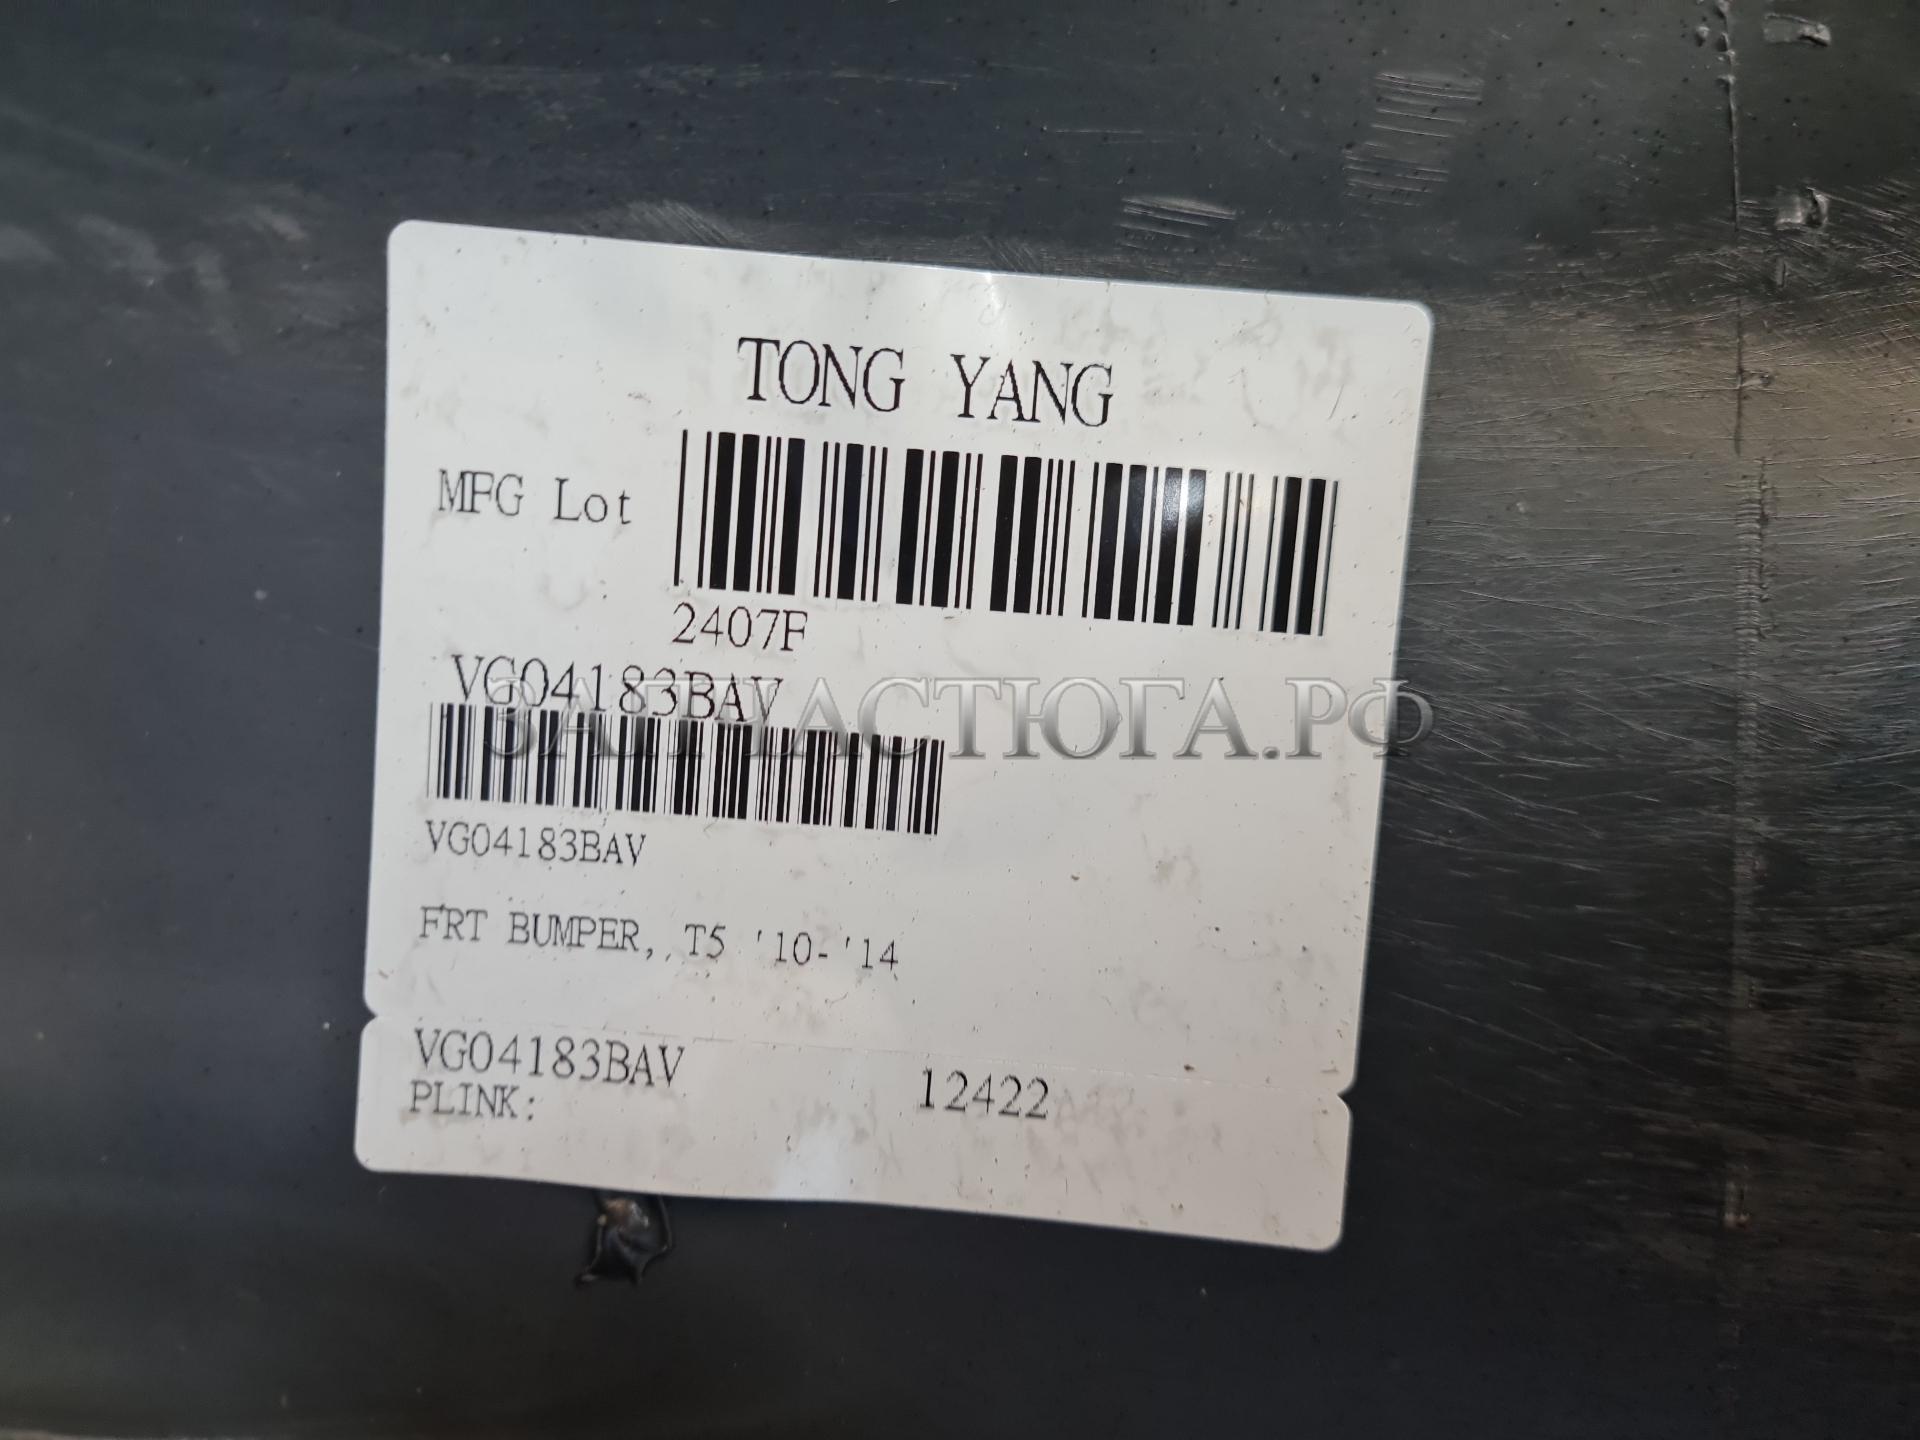 TONG YANG
MFG Lot
2407F
VG04183BAV
ЗАПЧАСТЮГА.РФ
VG04183BAV
FRT BUMPER, T5 '10-'14
VG04183BAV 12422
PLINK: